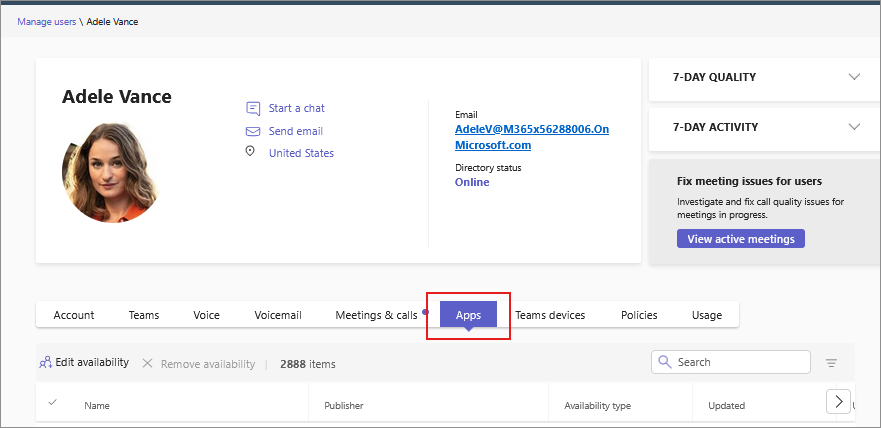 Manage users \ Adele Vance
Adele Vance
Start a chat
Send email
United States
Email
AdeleV@M365x56288006.On
Microsoft.com
Directory status
Online
7-DAY QUALITY
7-DAY ACTIVITY
Fix meeting issues for users
Investigate and fix call quality issues for
meetings in progress.
View active meetings
Account Teams Voice Voicemail Meetings & calls Apps Teams devices Policies Usage
Edit availability Remove availability | 2888 items Search
Name Publisher Availability type Updated U